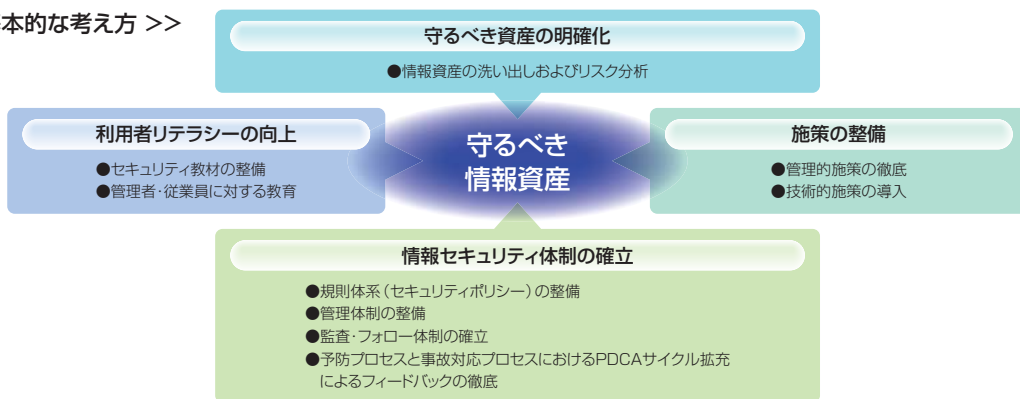 本的な考え方 >>
守るべき資産の明確化
●情報資産の洗い出しおよびリスク分析
利用者リテラシーの向上
●セキュリティ教材の整備
●管理者・従業員に対する教育
守るべき
情報資産
施策の整備
●管理的施策の徹底
●技術的施策の導入
情報セキュリティ体制の確立
●規則体系（セキュリティポリシー）の整備
●管理体制の整備
●監査・フォロー体制の確立
●予防プロセスと事故対応プロセスにおけるPDCAサイクル拡充
によるフィードバックの徹底